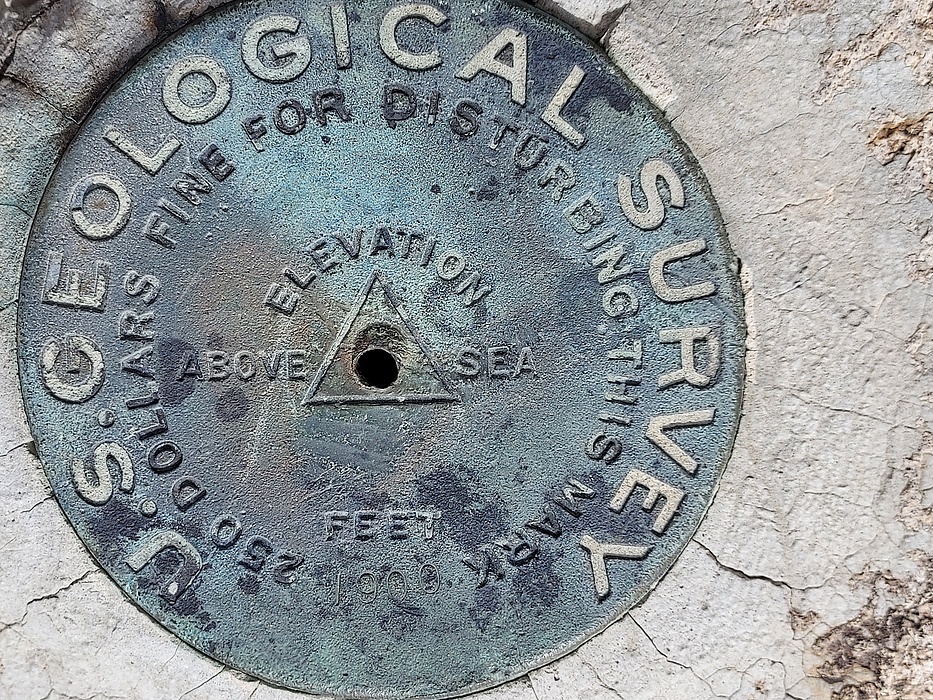 U.S. GEOLOGICAL SURVEY
250 DOLLARS FINE FOR DISTURBING THIS MARK
ELEVATION
ABOVE SEA
FEET